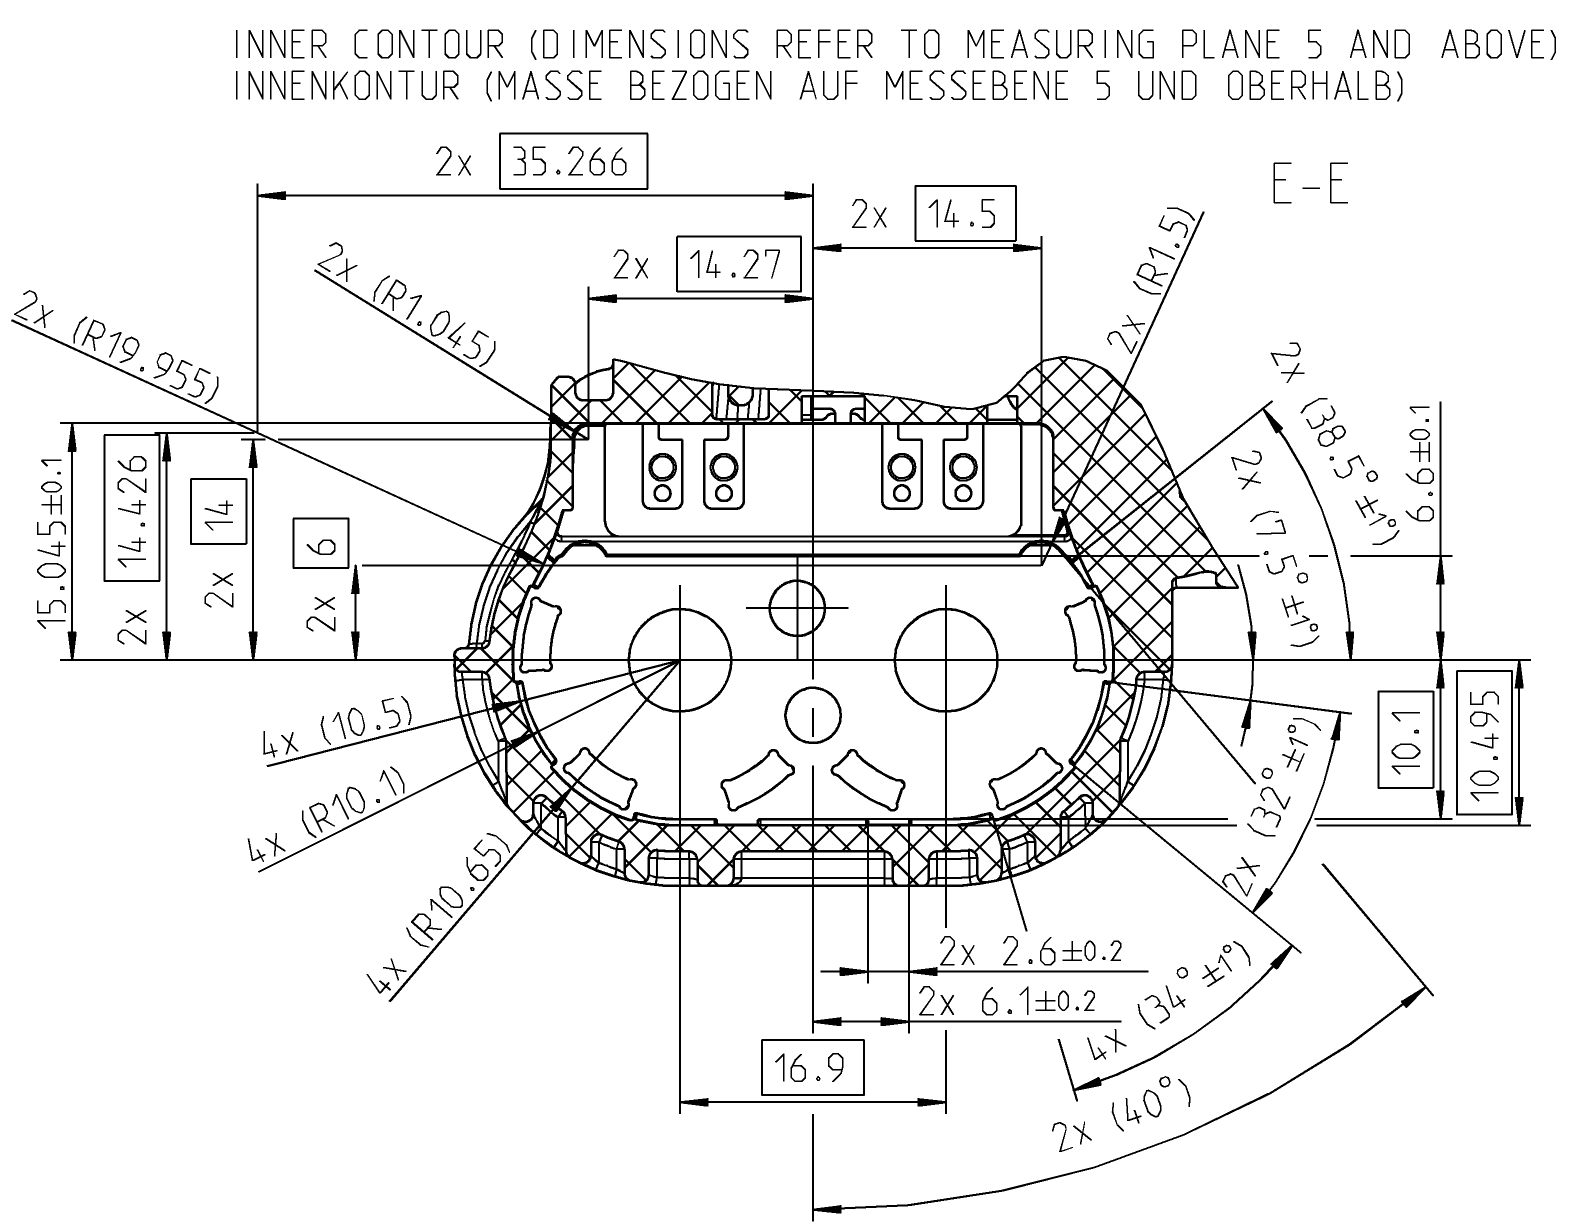 INNER CONTOUR (DIMENSIONS REFER TO MEASURING PLANE 5 AND ABOVE)
INNENKONTUR (MASSE BEZOGEN AUF MESSEBENE 5 UND OBERHALB)
2x 35.266
E-E
2x 14.5
2x 14.27
2x (R1.5)
2x (R1.045)
2x (R19.955)
2x (38.5°±1°)
2x (7.5°±1°)
6.6±0.1
15.045±0.1
2x 14.426
2x 14
2x 6
4x (10.5)
4x (R10.1)
4x (R10.65)
10.1
10.495
2x (32°±1°)
2x 2.6±0.2
2x 6.1±0.2
4x (34°±1°)
16.9
2x (40°)